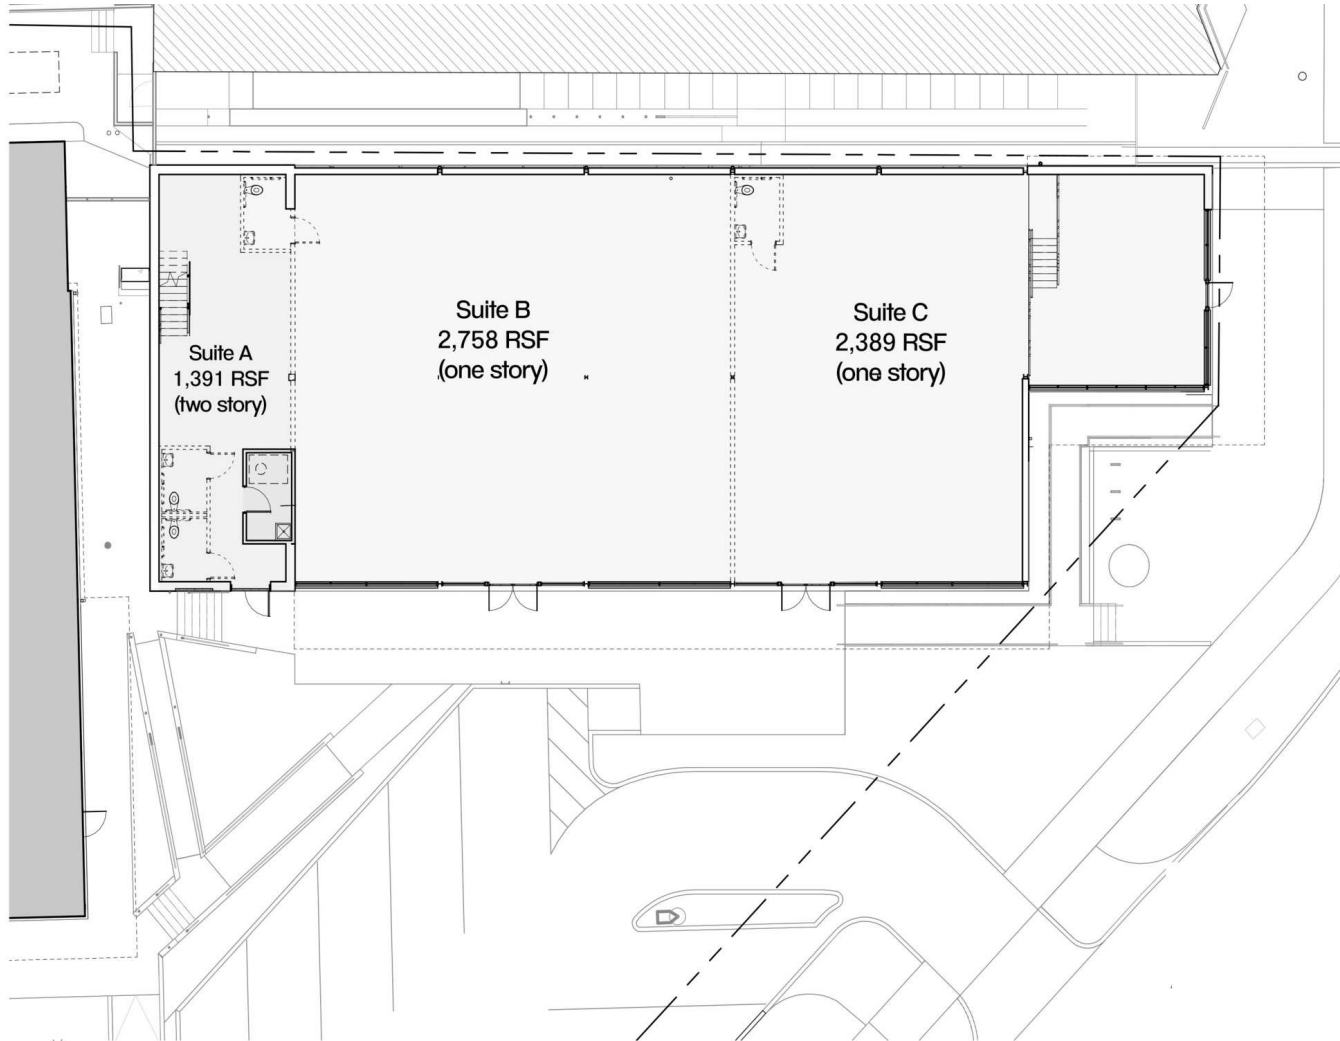 Suite A
1,391 RSF
(two story)
Suite B
2,758 RSF
(one story)
Suite C
2,389 RSF
(one story)